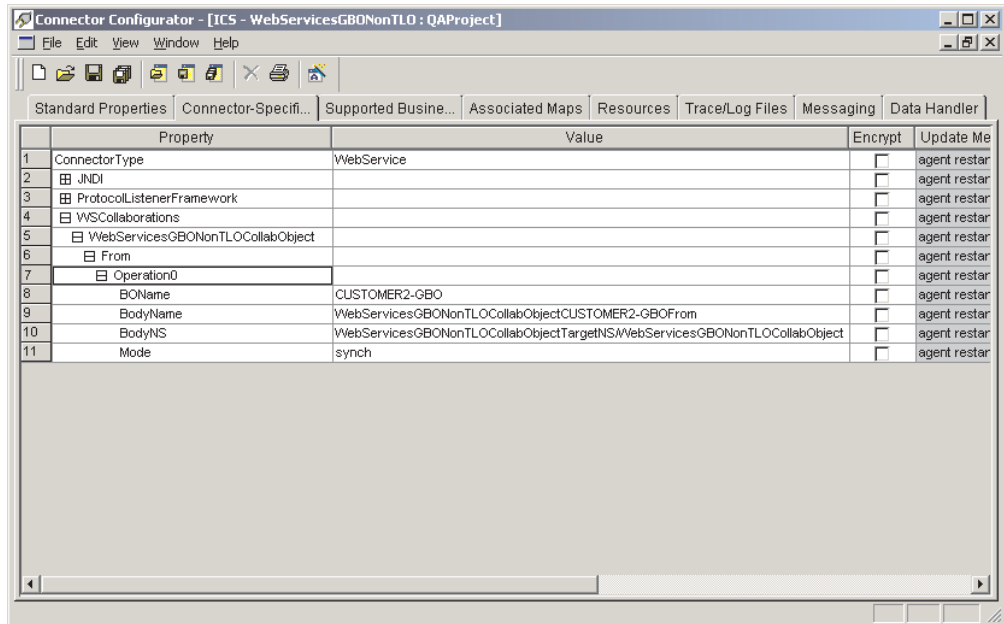 Connector Configurator - [ICS - WebServicesGBONonTLO : QAProject]
File Edit View Window Help
Standard Properties Connector-Specifi... Supported Busine... Associated Maps Resources Trace/Log Files Messaging Data Handler
Property Value Encrypt Update Me
1 ConnectorType WebService agent restar
2 JNDI agent restar
3 ProtocolListenerFramework agent restar
4 WSCollaborations agent restar
5 WebServicesGBONonTLOCollabObject agent restar
6 From agent restar
7 Operation0 agent restar
8 BOName CUSTOMER2-GBO agent restar
9 BodyName WebServicesGBONonTLOCollabObjectCUSTOMER2-GBOFrom agent restar
10 BodyNS WebServicesGBONonTLOCollabObjectTargetNS/WebServicesGBONonTLOCollabObject agent restar
11 Mode synch agent restar